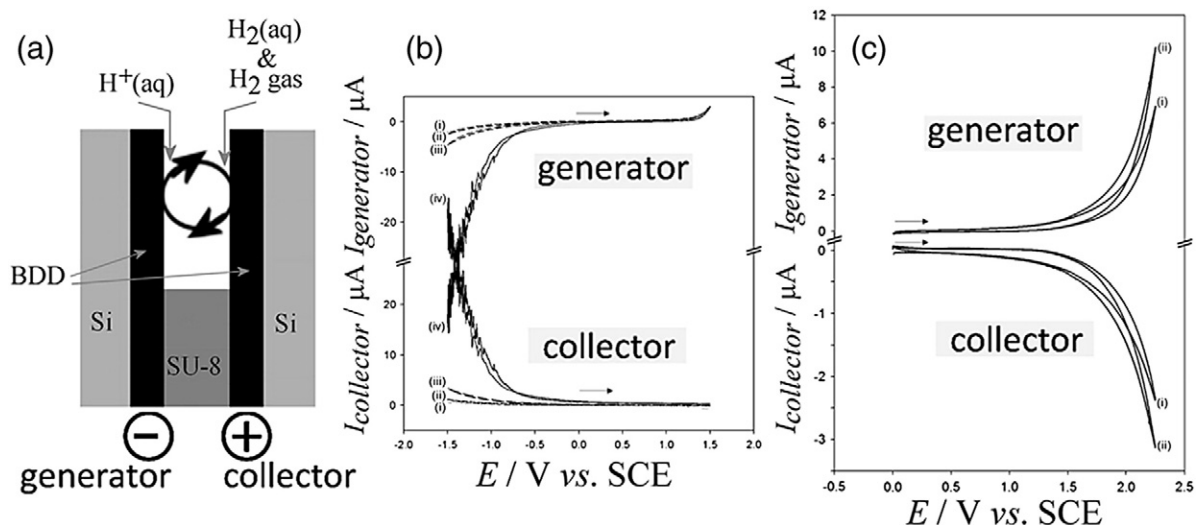 (a)
H⁺(aq)
H₂(aq)
&
H₂ gas
BDD
Si
SU-8
Si
−
+
generator
collector
(b)
Igenerator / µA
0
-10
-20
(i)
(ii)
(iii)
(iv)
generator
Icollector / µA
20
10
0
(iv)
(iii)
(ii)
(i)
collector
-2.0 -1.5 -1.0 -0.5 0.0 0.5 1.0 1.5 2.0
E / V vs. SCE
(c)
Igenerator / µA
12
10
8
6
4
2
0
(ii)
(i)
generator
Icollector / µA
0
-1
-2
-3
(i)
(ii)
collector
-0.5 0.0 0.5 1.0 1.5 2.0 2.5
E / V vs. SCE